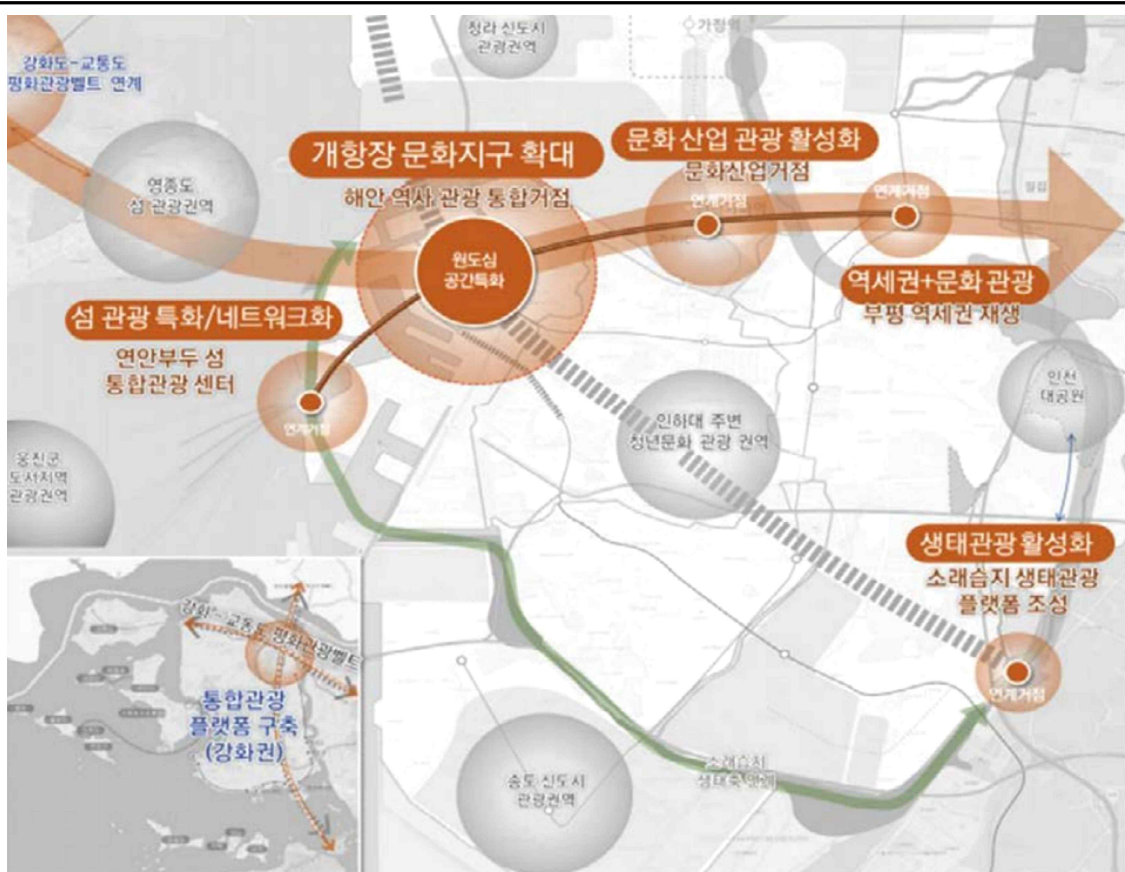 청라 신도시
관광권역
가정역
강화도-교통도
평화관광벨트 연계
영종도
섬 관광권역
개항장 문화지구 확대
해안 역사 관광 통합거점
원도심
공간특화
문화 산업 관광 활성화
문화산업거점
연계거점
연계거점
역세권+문화 관광
부평 역세권 재생
섬 관광 특화/네트워크화
연안부두 섬
통합관광 센터
연계거점
인하대 주변
청년문화 관광 권역
인천
대공원
옹진군
도서지역
관광권역
생태관광 활성화
소래습지 생태관광
플랫폼 조성
연계거점
강화-교통도 평화관광벨트
통합관광
플랫폼 구축
(강화권)
송도 신도시
관광권역
소래습지